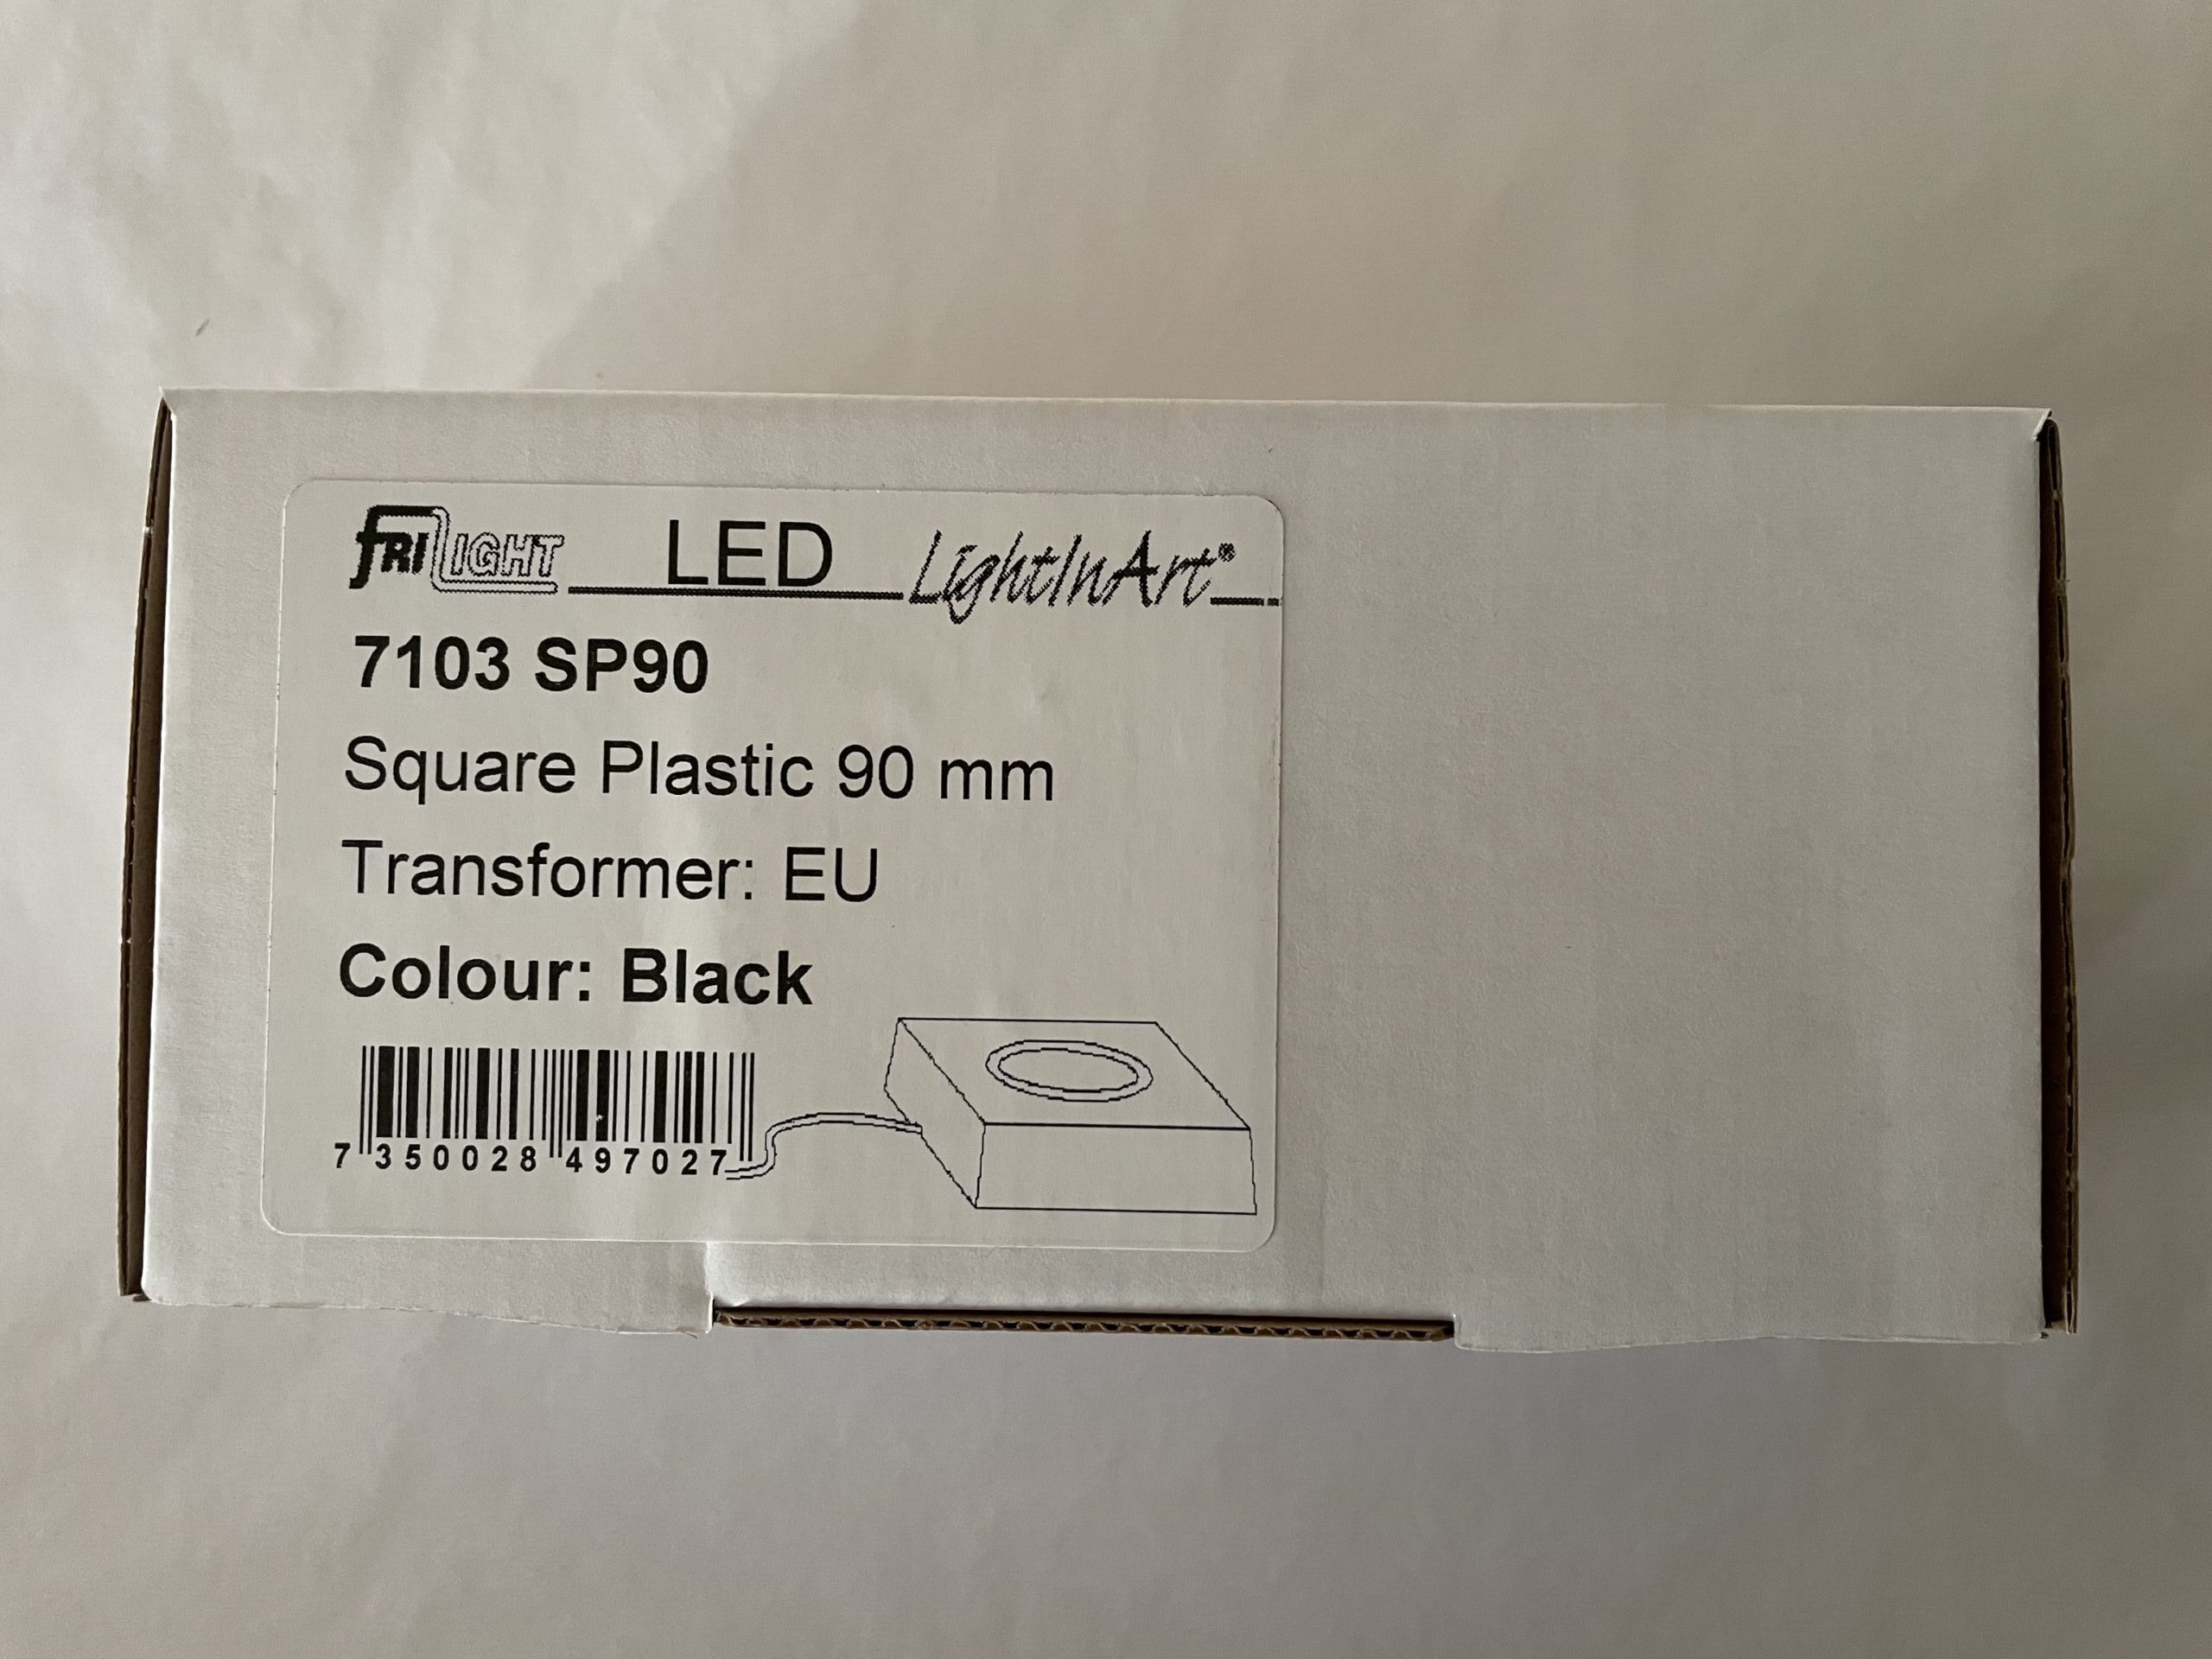 FRILIGHT LED LightInArt®
7103 SP90
Square Plastic 90 mm
Transformer: EU
Colour: Black
7 350028 497027